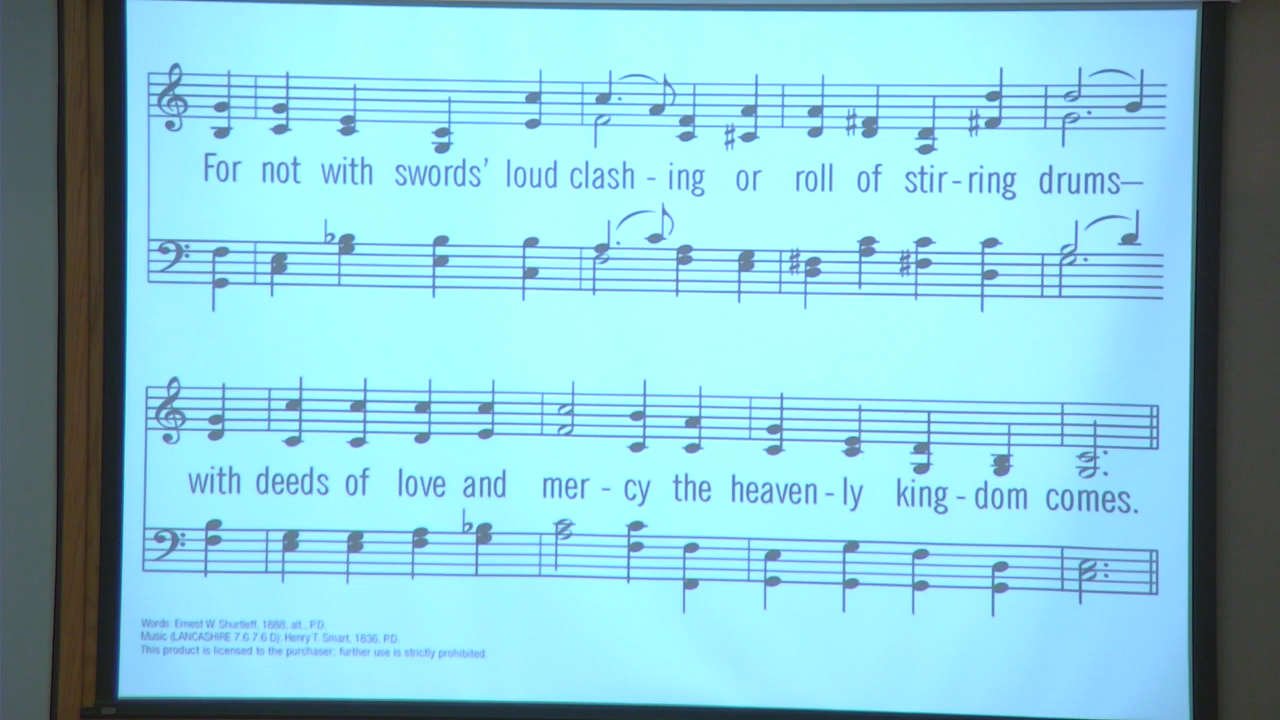 For not with swords' loud clash - ing or roll of stir - ring drums—
with deeds of love and mer - cy the heaven - ly king - dom comes.
Words: Ernest W. Shurtleff, 1888, alt., P.D.
Music (LANCASHIRE 7.6.7.6 D): Henry T. Smart, 1836, P.D.
This product is licensed to the purchaser; further use is strictly prohibited.